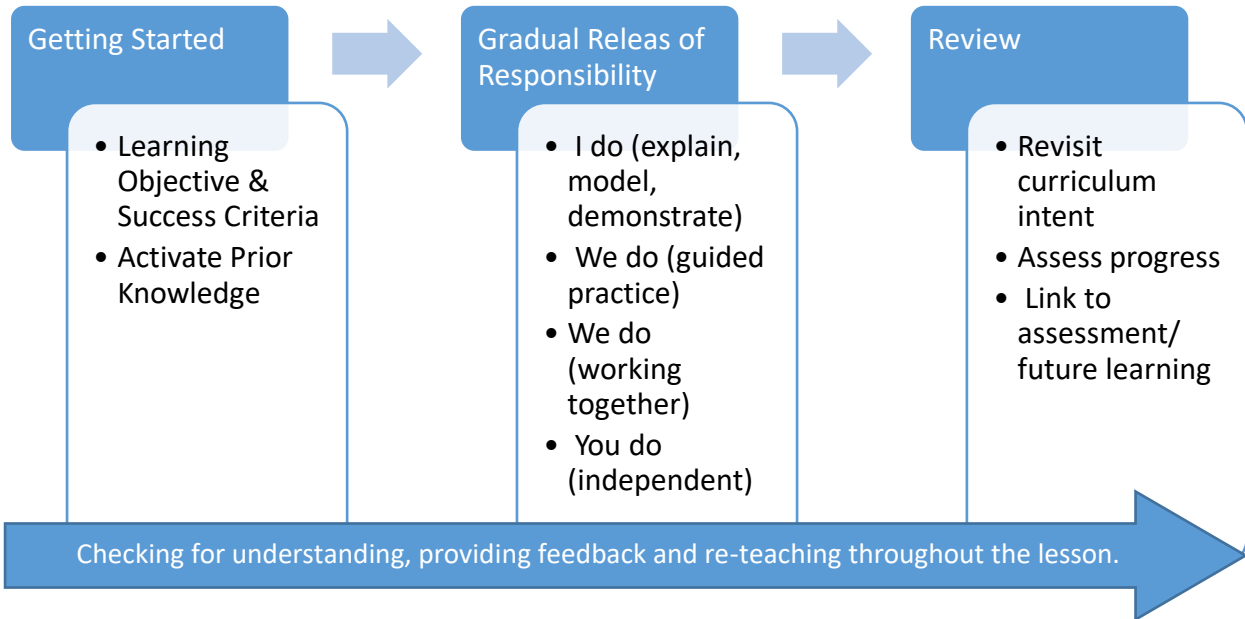 Getting Started
• Learning
Objective &
Success Criteria
• Activate Prior
Knowledge
Gradual Releas of
Responsibility
• I do (explain,
model,
demonstrate)
• We do (guided
practice)
• We do
(working
together)
• You do
(independent)
Review
• Revisit
curriculum
intent
• Assess progress
• Link to
assessment/
future learning
Checking for understanding, providing feedback and re-teaching throughout the lesson.